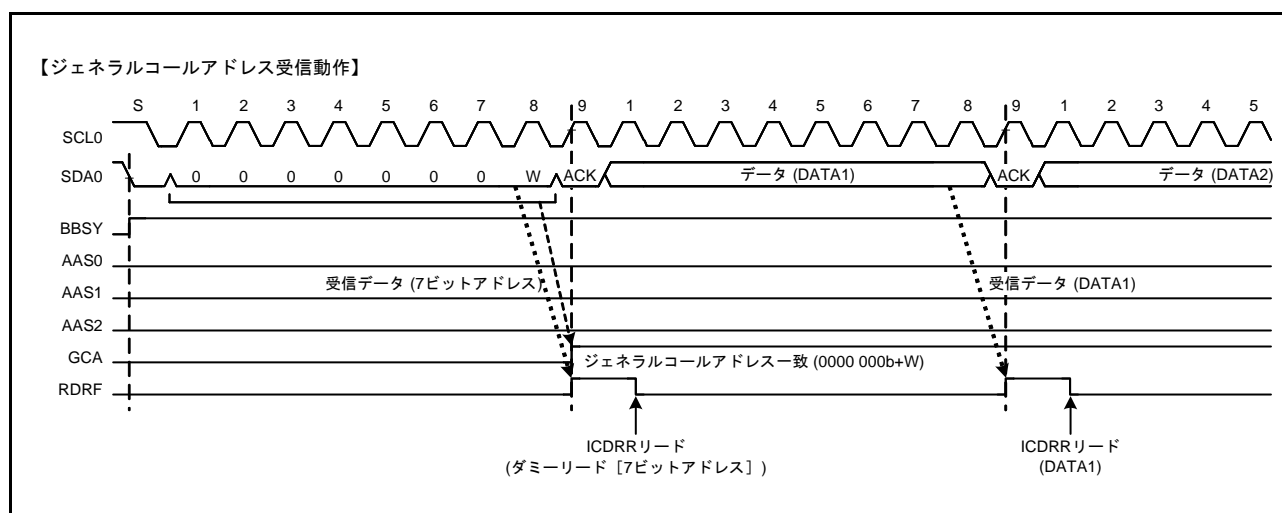 【ジェネラルコールアドレス受信動作】
S 1 2 3 4 5 6 7 8 9 1 2 3 4 5 6 7 8 9 1 2 3 4 5
SCL0
SDA0 0 0 0 0 0 0 0 W ACK データ (DATA1) ACK データ (DATA2)
BBSY
AAS0
受信データ (7ビットアドレス) 受信データ (DATA1)
AAS1
AAS2
GCA ジェネラルコールアドレス一致 (0000 000b+W)
RDRF
ICDRRリード ICDRRリード
(ダミーリード [7ビットアドレス] ) (DATA1)